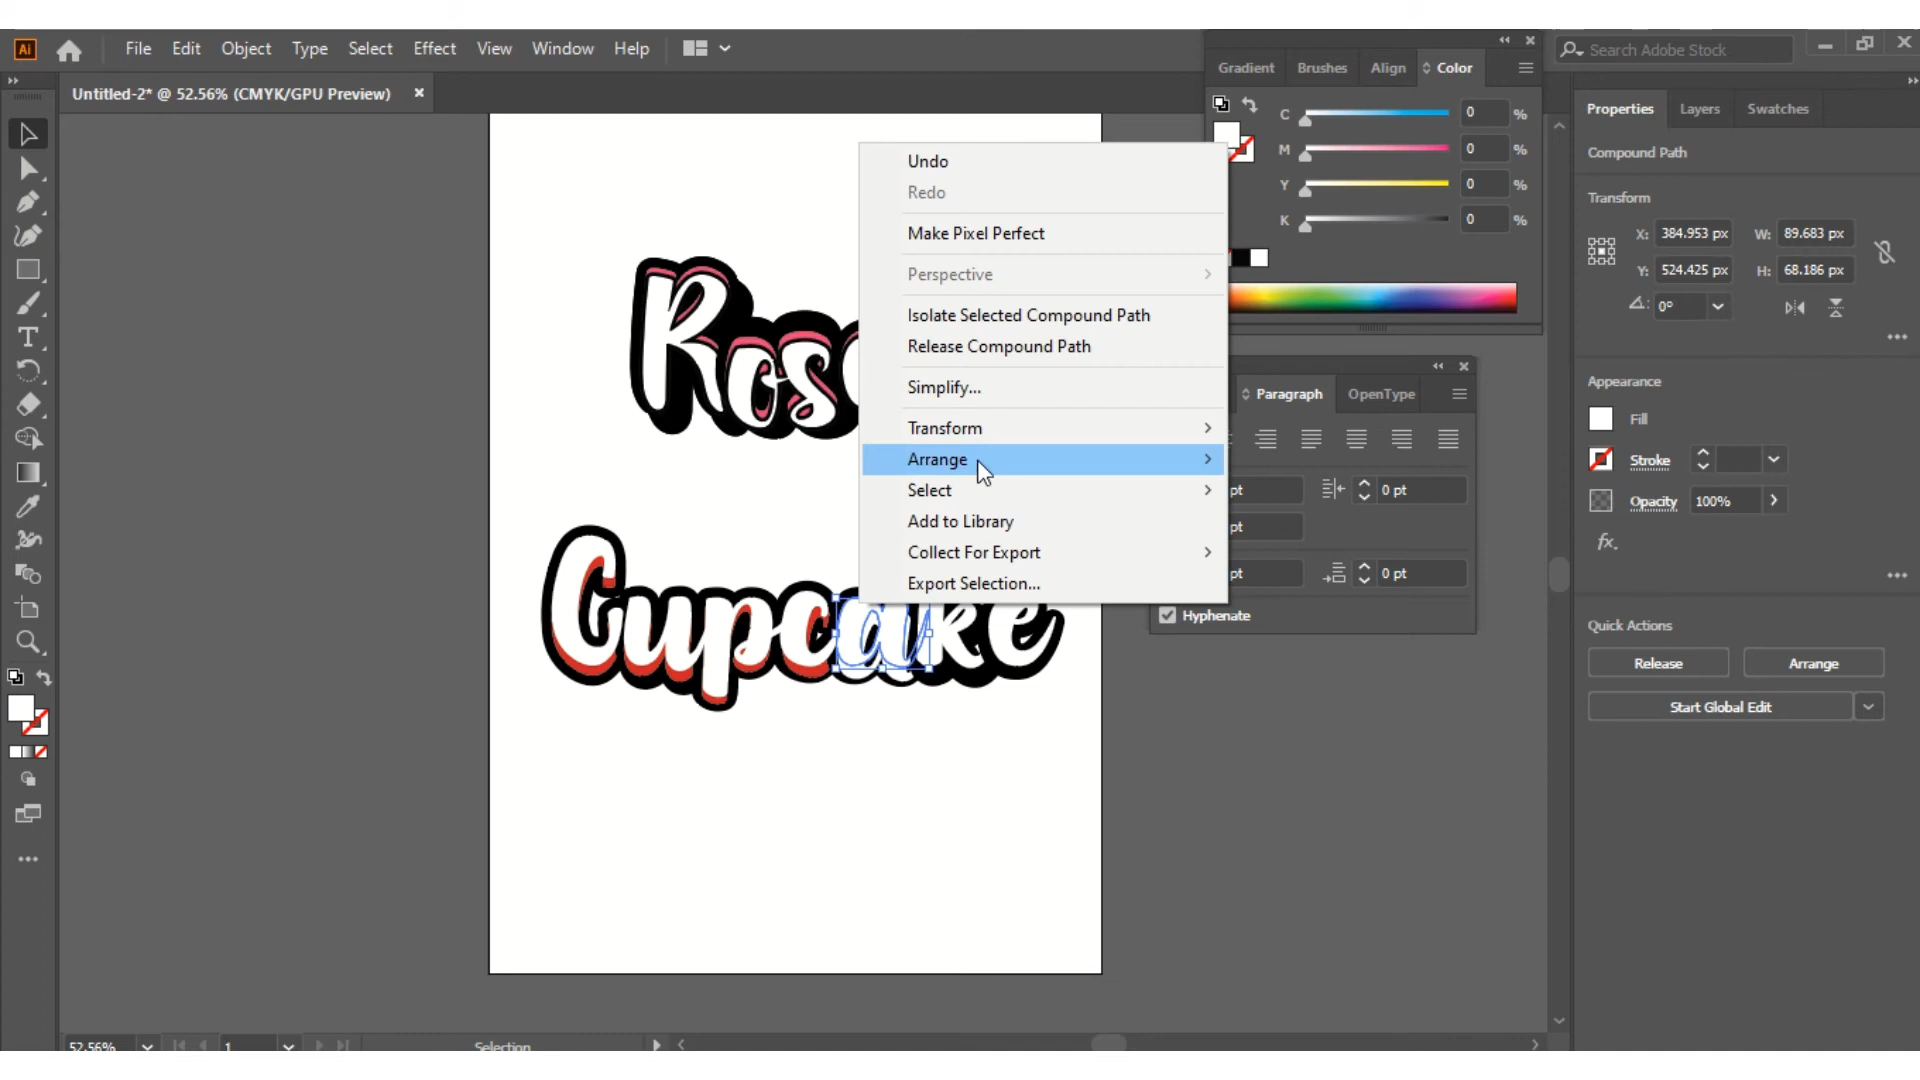 Ai File Edit Object Type Select Effect View Window Help
Search Adobe Stock
Untitled-2* @ 52.56% (CMYK/GPU Preview)
Gradient Brushes Align Color
C 0 %
M 0 %
Y 0 %
K 0 %
Properties Layers Swatches
Compound Path
Transform
X: 384.953 px W: 89.683 px
Y: 524.425 px H: 68.186 px
0°
Appearance
Fill
Stroke
Opacity 100%
fx.
Quick Actions
Release Arrange
Start Global Edit
Undo
Redo
Make Pixel Perfect
Perspective
Isolate Selected Compound Path
Release Compound Path
Simplify...
Transform
Arrange
Select
Add to Library
Collect For Export
Export Selection...
Paragraph OpenType
pt 0 pt
pt
pt 0 pt
Hyphenate
Rose
Cupcake
52.56% 1 Selection